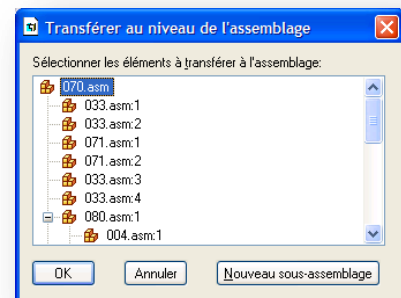 Transférer au niveau de l'assemblage
Sélectionner les éléments à transférer à l'assemblage:
070.asm
033.asm:1
033.asm:2
071.asm:1
071.asm:2
033.asm:3
033.asm:4
080.asm:1
004.asm:1
OK Annuler Nouveau sous-assemblage